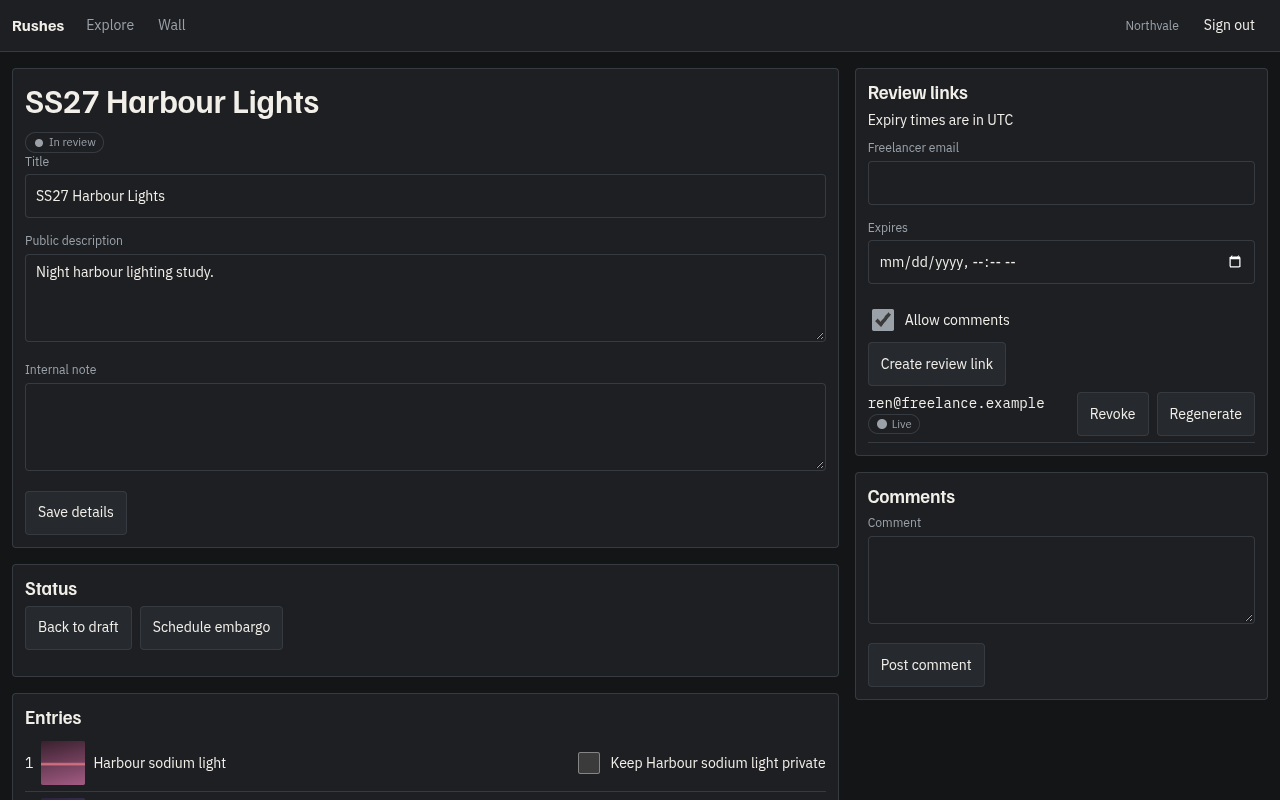 Rushes Explore Wall Northvale Sign out
SS27 Harbour Lights
In review
Title
SS27 Harbour Lights
Public description
Night harbour lighting study.
Internal note
Save details
Status
Back to draft Schedule embargo
Entries
1 Harbour sodium light Keep Harbour sodium light private
Review links
Expiry times are in UTC
Freelancer email
Expires
mm/dd/yyyy, --:-- --
Allow comments
Create review link
ren@freelance.example
Live
Revoke Regenerate
Comments
Comment
Post comment